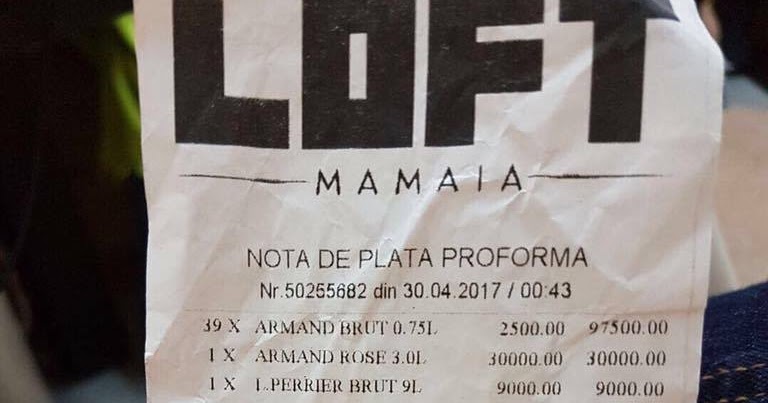 LOFT
MAMAIA
NOTA DE PLATA PROFORMA
Nr.50255682 din 30.04.2017 / 00:43
39 X ARMAND BRUT 0.75L 2500.00 97500.00
1 X ARMAND ROSE 3.0L 30000.00 30000.00
1 X L.PERRIER BRUT 9L 9000.00 9000.00